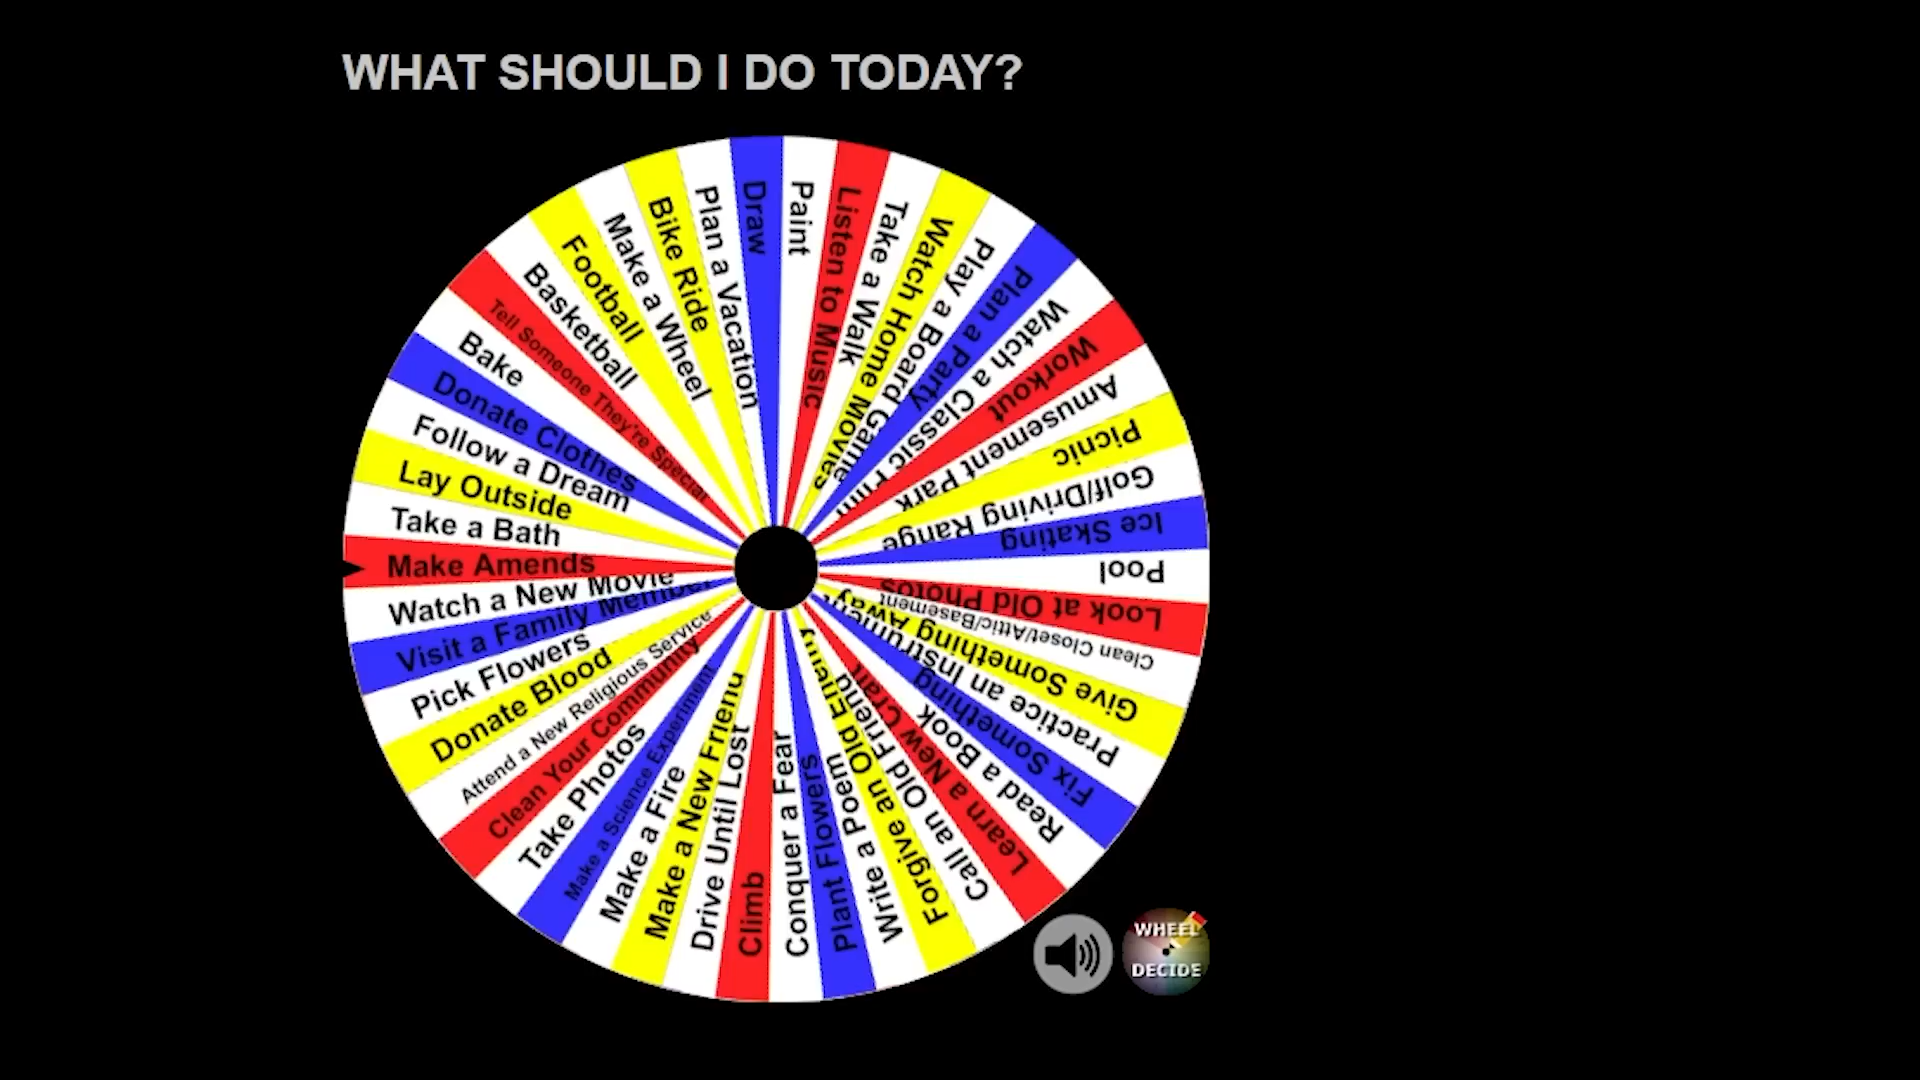 WHAT SHOULD I DO TODAY?
Draw
Paint
Listen to Music
Take a Walk
Watch Home Movies
Play a Board Game
Plan a Party
Watch a Classic Film
Workout
Amusement Park
Picnic
Golf/Driving Range
Ice Skating
Pool
Look at Old Photos
Clean Closet/Attic/Basement
Give Something Away
Practice an Instrument
Fix Something
Read a Book
Learn a New Craft
Call an Old Friend
Forgive an Old Enemy
Write a Poem
Plant Flowers
Conquer a Fear
Climb
Drive Until Lost
Make a New Friend
Make a Fire
Make a Science Experiment
Take Photos
Clean Your Community
Attend a New Religious Service
Donate Blood
Pick Flowers
Visit a Family Member
Watch a New Movie
Make Amends
Take a Bath
Lay Outside
Follow a Dream
Donate Clothes
Bake
Tell Someone They're Special
Basketball
Football
Make a Wheel
Bike Ride
Plan a Vacation
WHEEL
DECIDE